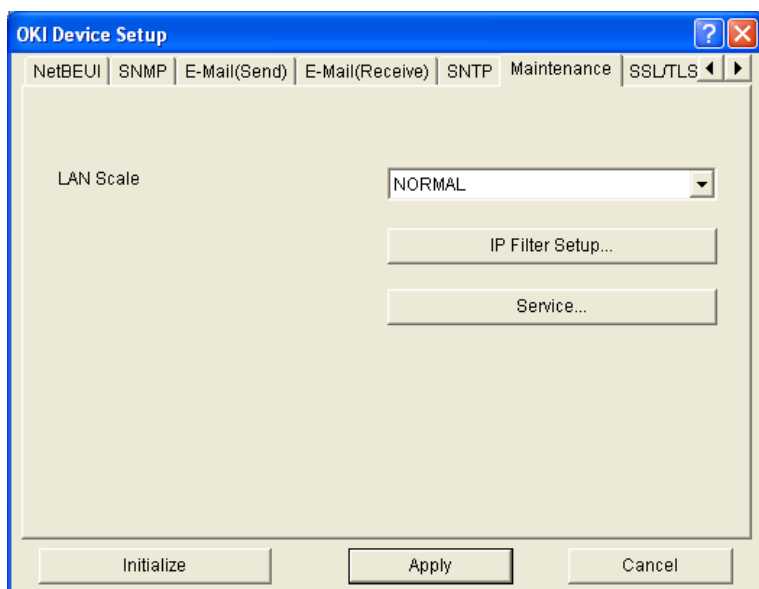 OKI Device Setup
NetBEUI SNMP E-Mail(Send) E-Mail(Receive) SNTP Maintenance SSL/TLS
LAN Scale NORMAL
IP Filter Setup...
Service...
Initialize Apply Cancel